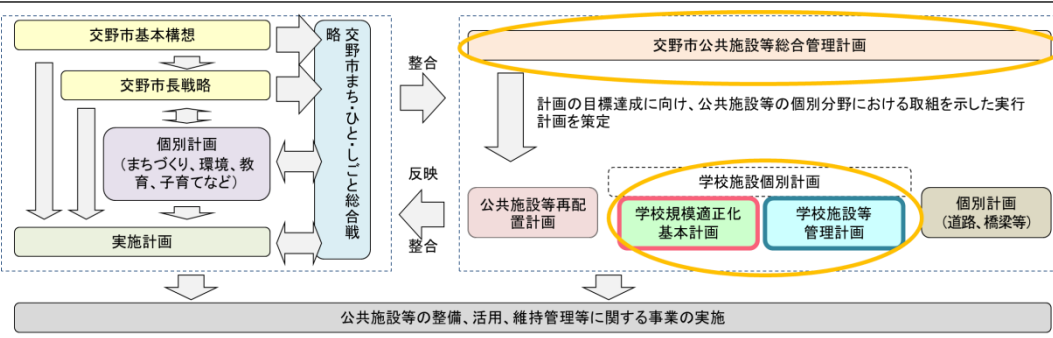 交野市基本構想
交野市長戦略
個別計画
(まちづくり、環境、教
育、子育てなど)
実施計画
交野市まち・ひと・しごと総合戦
略
整合
反映
整合
交野市公共施設等総合管理計画
計画の目標達成に向け、公共施設等の個別分野における取組を示した実行
計画を策定
公共施設等再配
置計画
学校施設個別計画
学校規模適正化
基本計画
学校施設等
管理計画
個別計画
(道路、橋梁等)
公共施設等の整備、活用、維持管理等に関する事業の実施